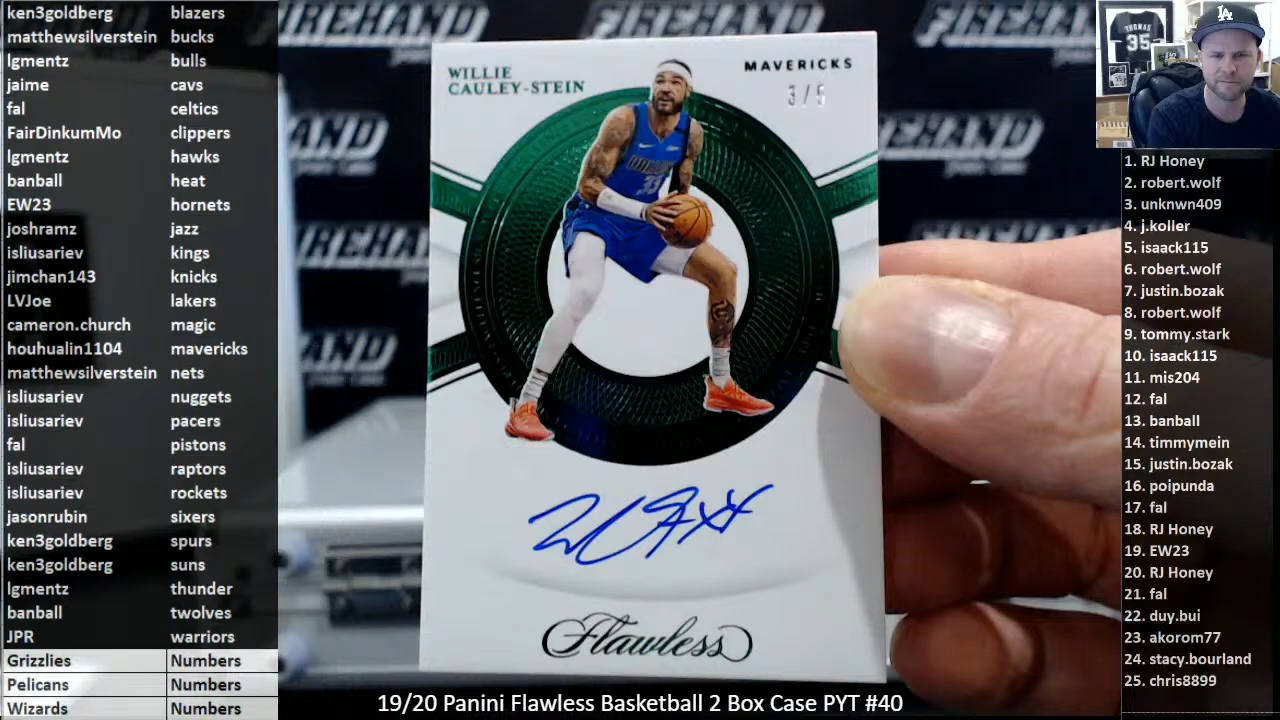 ken3goldberg blazers
matthewsilverstein bucks
lgmentz bulls
jaime cavs
fal celtics
FairDinkumMo clippers
lgmentz hawks
banball heat
EW23 hornets
joshramz jazz
isliusariev kings
jimchan143 knicks
LVJoe lakers
cameron.church magic
houhualin1104 mavericks
matthewsilverstein nets
isliusariev nuggets
isliusariev pacers
fal pistons
isliusariev raptors
isliusariev rockets
jasonrubin sixers
ken3goldberg spurs
ken3goldberg suns
lgmentz thunder
banball twolves
JPR warriors
Grizzlies Numbers
Pelicans Numbers
Wizards Numbers
FIREHAND
WILLIE
CAULEY-STEIN
MAVERICKS
3/5
33
Flawless
19/20 Panini Flawless Basketball 2 Box Case PYT #40
THOMAS
35
LA
1. RJ Honey
2. robert.wolf
3. unknwn409
4. j.koller
5. isaack115
6. robert.wolf
7. justin.bozak
8. robert.wolf
9. tommy.stark
10. isaack115
11. mis204
12. fal
13. banball
14. timmymein
15. justin.bozak
16. poipunda
17. fal
18. RJ Honey
19. EW23
20. RJ Honey
21. fal
22. duy.bui
23. akorom77
24. stacy.bourland
25. chris8899